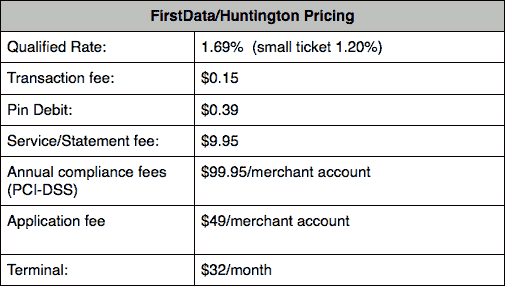 FirstData/Huntington Pricing
Qualified Rate: 1.69% (small ticket 1.20%)
Transaction fee: $0.15
Pin Debit: $0.39
Service/Statement fee: $9.95
Annual compliance fees $99.95/merchant account
(PCI-DSS)
Application fee $49/merchant account
Terminal: $32/month